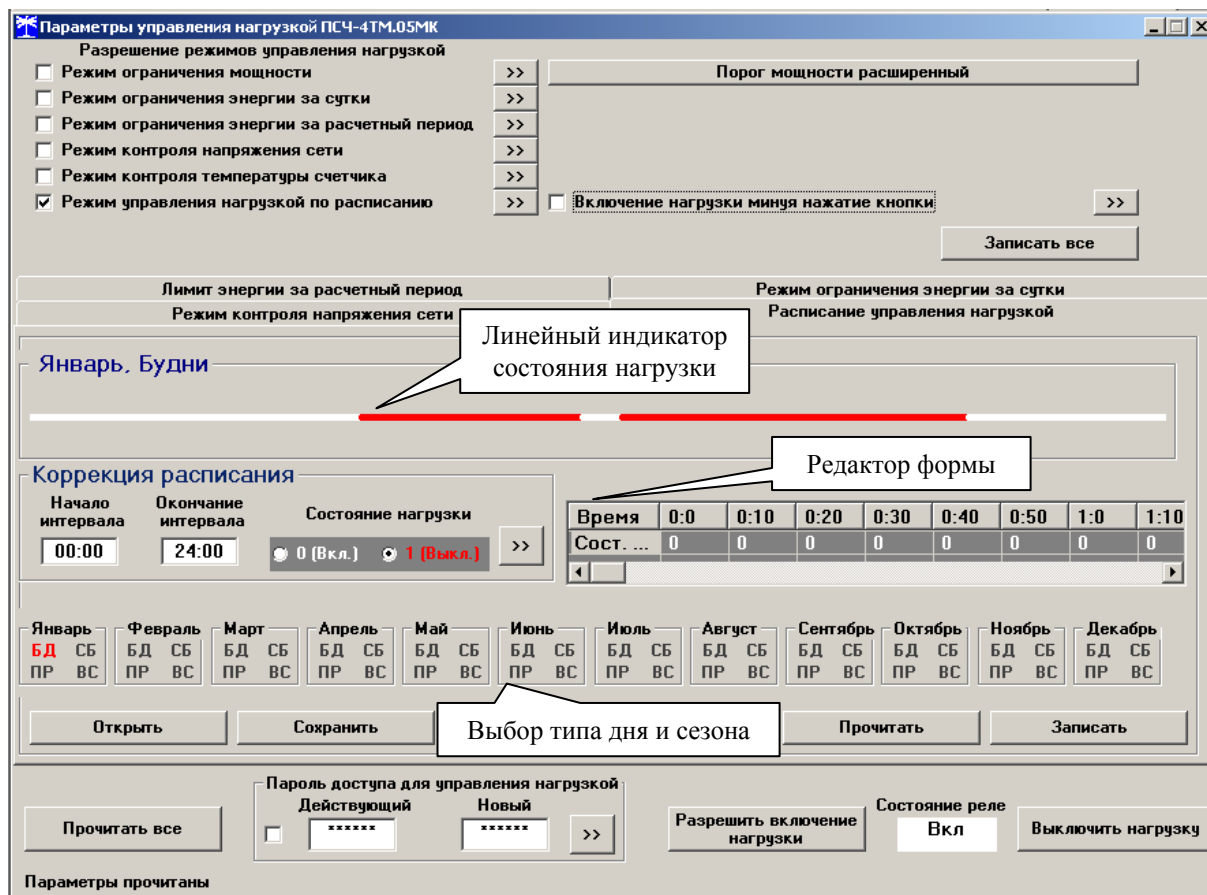 Параметры управления нагрузкой ПСЧ-4ТМ.05МК
Разрешение режимов управления нагрузкой
Режим ограничения мощности >> Порог мощности расширенный
Режим ограничения энергии за сутки >>
Режим ограничения энергии за расчетный период >>
Режим контроля напряжения сети >>
Режим контроля температуры счетчика >>
Режим управления нагрузкой по расписанию >> Включение нагрузки минуя нажатие кнопки >>
Записать все
Лимит энергии за расчетный период Режим ограничения энергии за сутки
Режим контроля напряжения сети Расписание управления нагрузкой
Линейный индикатор
состояния нагрузки
Январь, Будни
Редактор формы
Коррекция расписания
Начало
интервала
Окончание
интервала
Состояние нагрузки
00:00 24:00 0 (Вкл.) 1 (Выкл.) >>
Время 0:0 0:10 0:20 0:30 0:40 0:50 1:0 1:10
Сост. ... 0 0 0 0 0 0 0 0
Январь Февраль Март Апрель Май Июнь Июль Август Сентябрь Октябрь Ноябрь Декабрь
БД СБ БД СБ БД СБ БД СБ БД СБ БД СБ БД СБ БД СБ БД СБ БД СБ БД СБ БД СБ
ПР ВС ПР ВС ПР ВС ПР ВС ПР ВС ПР ВС ПР ВС ПР ВС ПР ВС ПР ВС ПР ВС ПР ВС
Открыть Сохранить Выбор типа дня и сезона Прочитать Записать
Прочитать все
Пароль доступа для управления нагрузкой
Действующий Новый
****** ****** >>
Разрешить включение
нагрузки
Состояние реле
Вкл
Выключить нагрузку
Параметры прочитаны